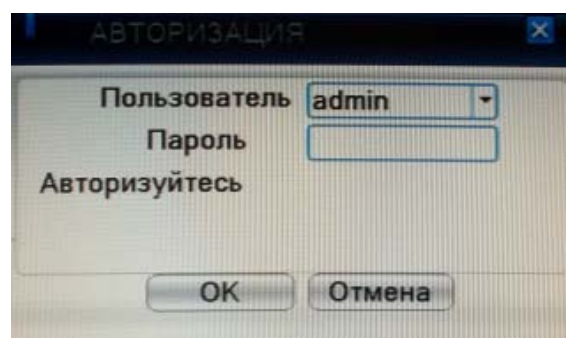 АВТОРИЗАЦИЯ
Пользователь admin
Пароль
Авторизуйтесь
OK Отмена